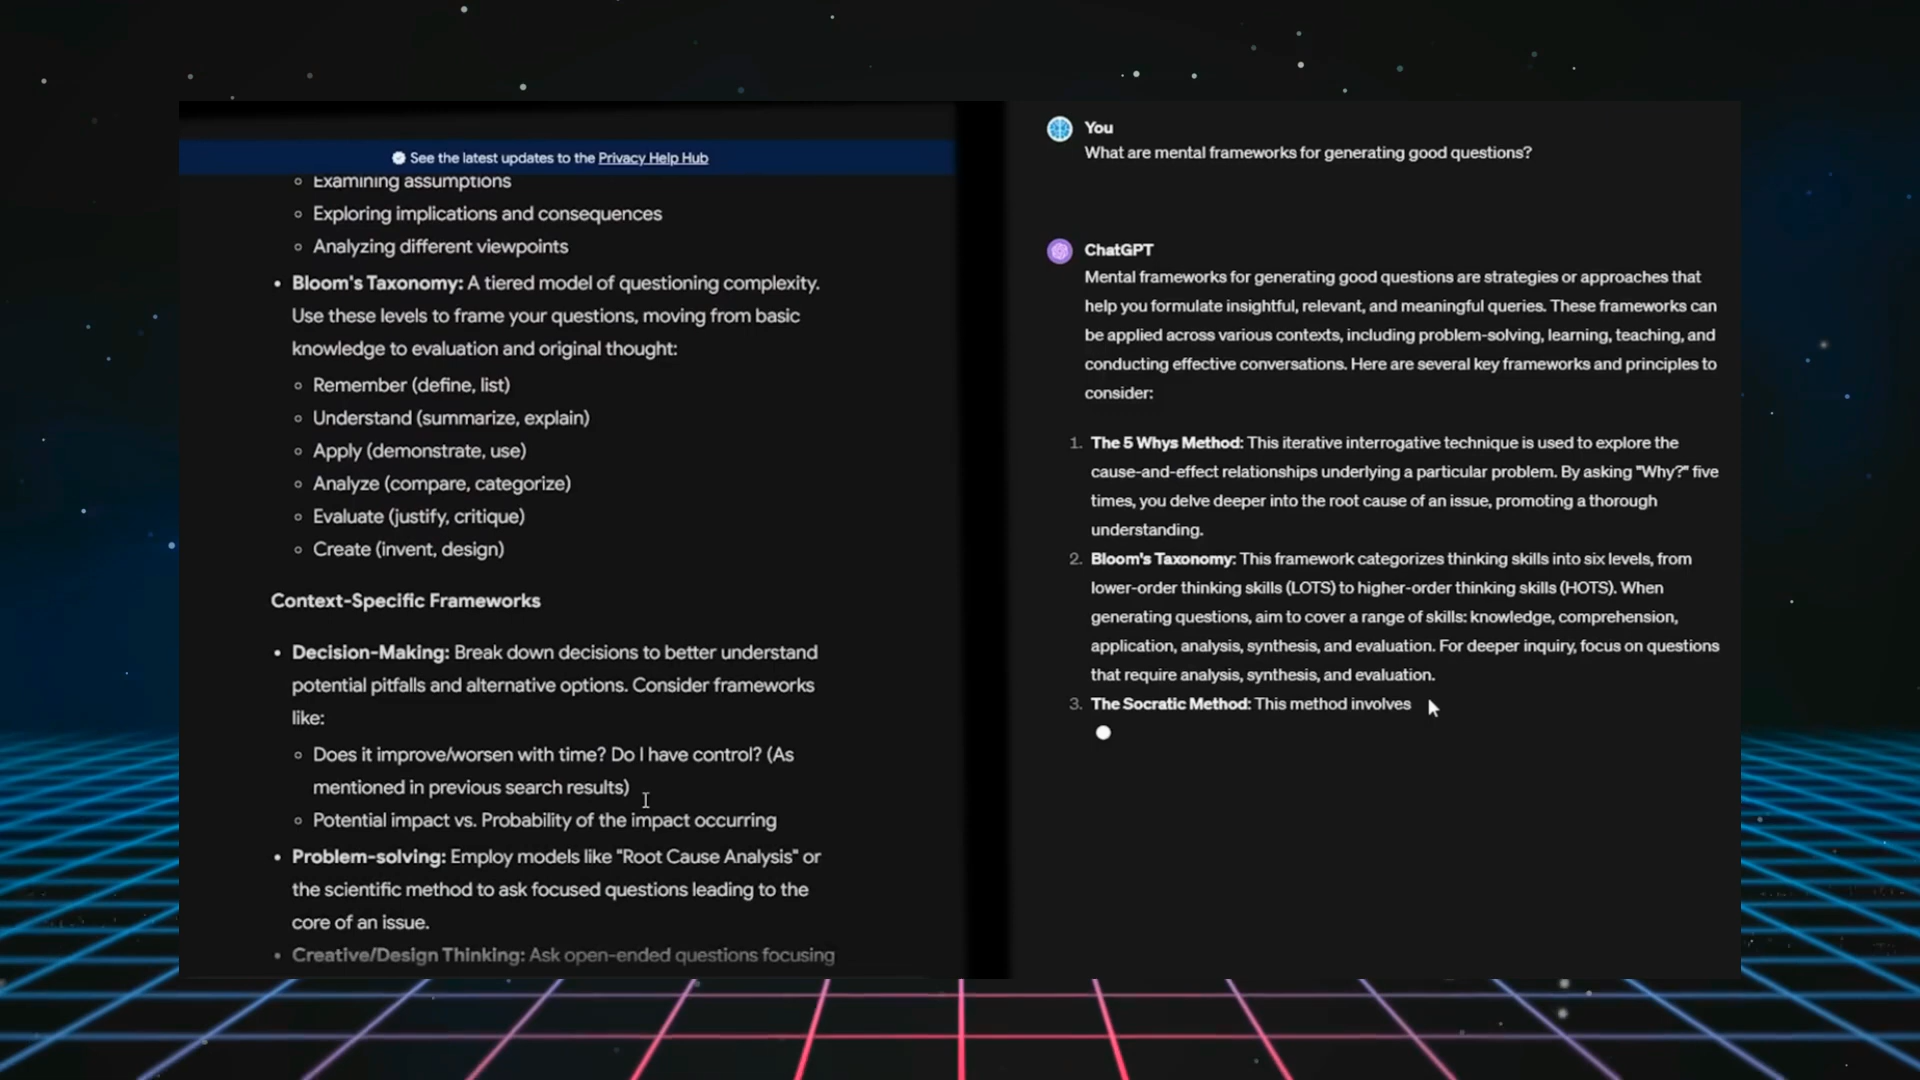 See the latest updates to the Privacy Help Hub
Examining assumptions
Exploring implications and consequences
Analyzing different viewpoints
Bloom's Taxonomy: A tiered model of questioning complexity.
Use these levels to frame your questions, moving from basic
knowledge to evaluation and original thought:
Remember (define, list)
Understand (summarize, explain)
Apply (demonstrate, use)
Analyze (compare, categorize)
Evaluate (justify, critique)
Create (invent, design)
Context-Specific Frameworks
Decision-Making: Break down decisions to better understand
potential pitfalls and alternative options. Consider frameworks
like:
Does it improve/worsen with time? Do I have control? (As
mentioned in previous search results)
Potential impact vs. Probability of the impact occurring
Problem-solving: Employ models like "Root Cause Analysis" or
the scientific method to ask focused questions leading to the
core of an issue.
Creative/Design Thinking: Ask open-ended questions focusing
You
What are mental frameworks for generating good questions?
ChatGPT
Mental frameworks for generating good questions are strategies or approaches that
help you formulate insightful, relevant, and meaningful queries. These frameworks can
be applied across various contexts, including problem-solving, learning, teaching, and
conducting effective conversations. Here are several key frameworks and principles to
consider:
1. The 5 Whys Method: This iterative interrogative technique is used to explore the
cause-and-effect relationships underlying a particular problem. By asking "Why?" five
times, you delve deeper into the root cause of an issue, promoting a thorough
understanding.
2. Bloom's Taxonomy: This framework categorizes thinking skills into six levels, from
lower-order thinking skills (LOTS) to higher-order thinking skills (HOTS). When
generating questions, aim to cover a range of skills: knowledge, comprehension,
application, analysis, synthesis, and evaluation. For deeper inquiry, focus on questions
that require analysis, synthesis, and evaluation.
3. The Socratic Method: This method involves